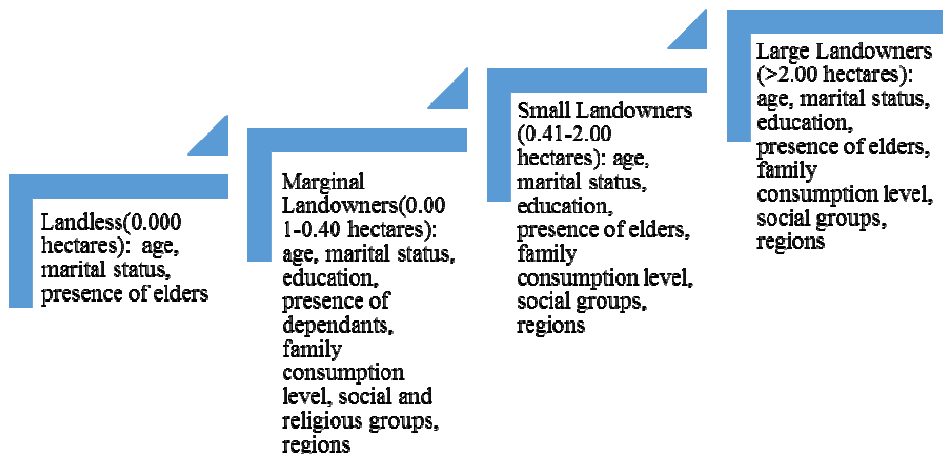 Landless(0.000
hectares): age,
marital status,
presence of elders
Marginal
Landowners(0.00
1-0.40 hectares):
age, marital status,
education,
presence of
dependants,
family
consumption
level, social and
religious groups,
regions
Small Landowners
(0.41-2.00
hectares): age,
marital status,
education,
presence of elders,
family
consumption level,
social groups,
regions
Large Landowners
(>2.00 hectares):
age, marital status,
education,
presence of elders,
family
consumption level,
social groups,
regions